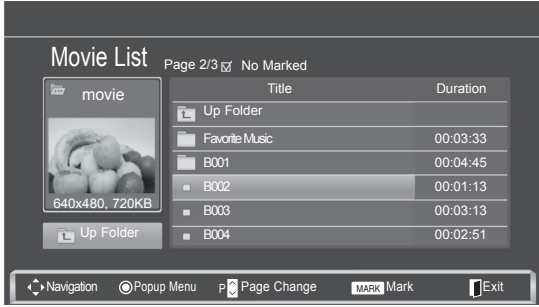 Movie List Page 2/3 No Marked
movie
640x480, 720KB
Up Folder
Title Duration
Up Folder
Favorite Music 00:03:33
B001 00:04:45
B002 00:01:13
B003 00:03:13
B004 00:02:51
Navigation Popup Menu P Page Change MARK Mark Exit